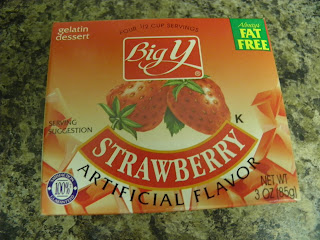 gelatin
dessert
FOUR 1/2 CUP SERVINGS
Always
FAT
FREE
Big Y
SERVING
SUGGESTION
K
STRAWBERRY
ARTIFICIAL FLAVOR
100%
NET WT
3 OZ (85g)